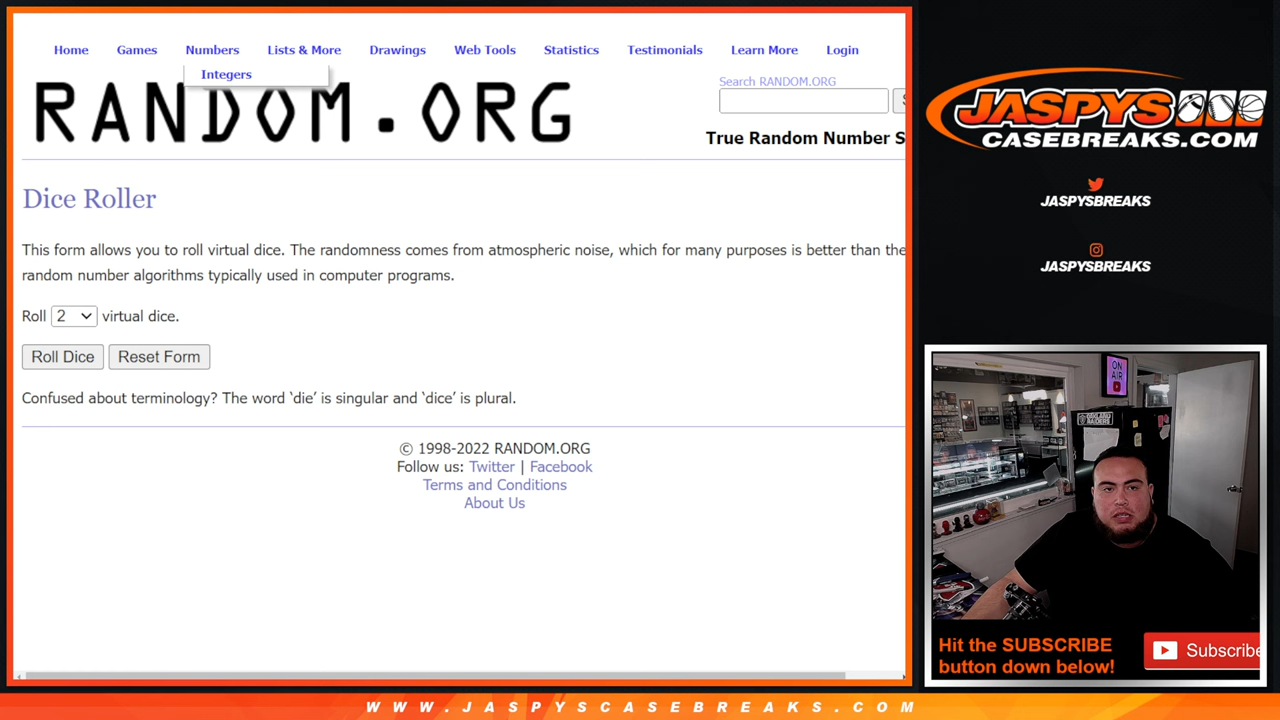 Home Games Numbers Lists & More Drawings Web Tools Statistics Testimonials Learn More Login
Integers
RANDOM.ORG
Search RANDOM.ORG
True Random Number S
Dice Roller
This form allows you to roll virtual dice. The randomness comes from atmospheric noise, which for many purposes is better than the
random number algorithms typically used in computer programs.
Roll 2 virtual dice.
Roll Dice Reset Form
Confused about terminology? The word ‘die’ is singular and ‘dice’ is plural.
© 1998-2022 RANDOM.ORG
Follow us: Twitter | Facebook
Terms and Conditions
About Us
JASPYS
CASEBREAKS.COM
JASPYSBREAKS
JASPYSBREAKS
ON
AIR
OAKLAND
RAIDERS
Hit the SUBSCRIBE
button down below!
Subscribe
WWW.JASPYSCASEBREAKS.COM